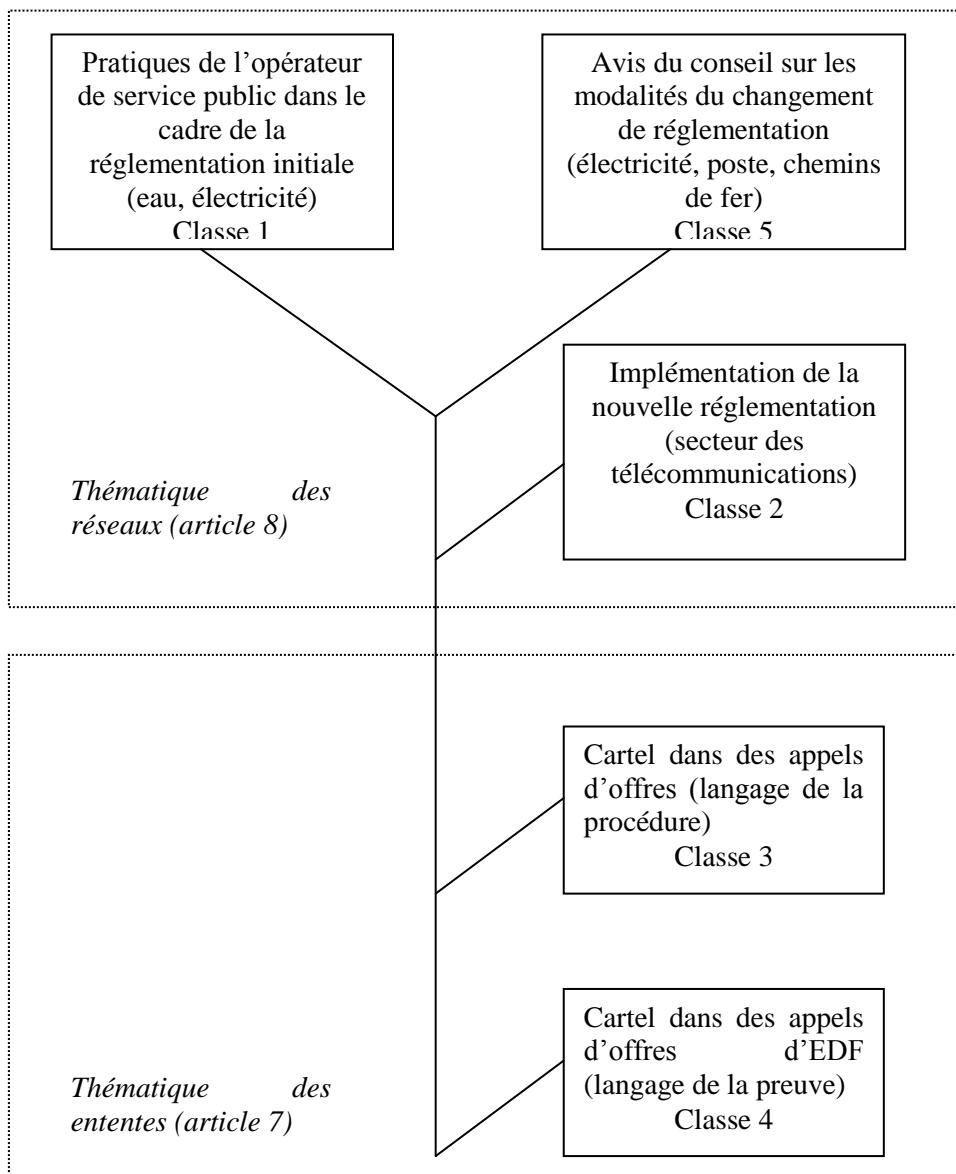 Pratiques de l’opérateur
de service public dans le
cadre de la
réglementation initiale
(eau, électricité)
Classe 1
Avis du conseil sur les
modalités du changement
de réglementation
(électricité, poste, chemins
de fer)
Classe 5
Implémentation de la
nouvelle réglementation
(secteur des
télécommunications)
Classe 2
Thématique des
réseaux (article 8)
Cartel dans des appels
d’offres (langage de la
procédure)
Classe 3
Cartel dans des appels
d’offres d’EDF
(langage de la preuve)
Classe 4
Thématique des
ententes (article 7)